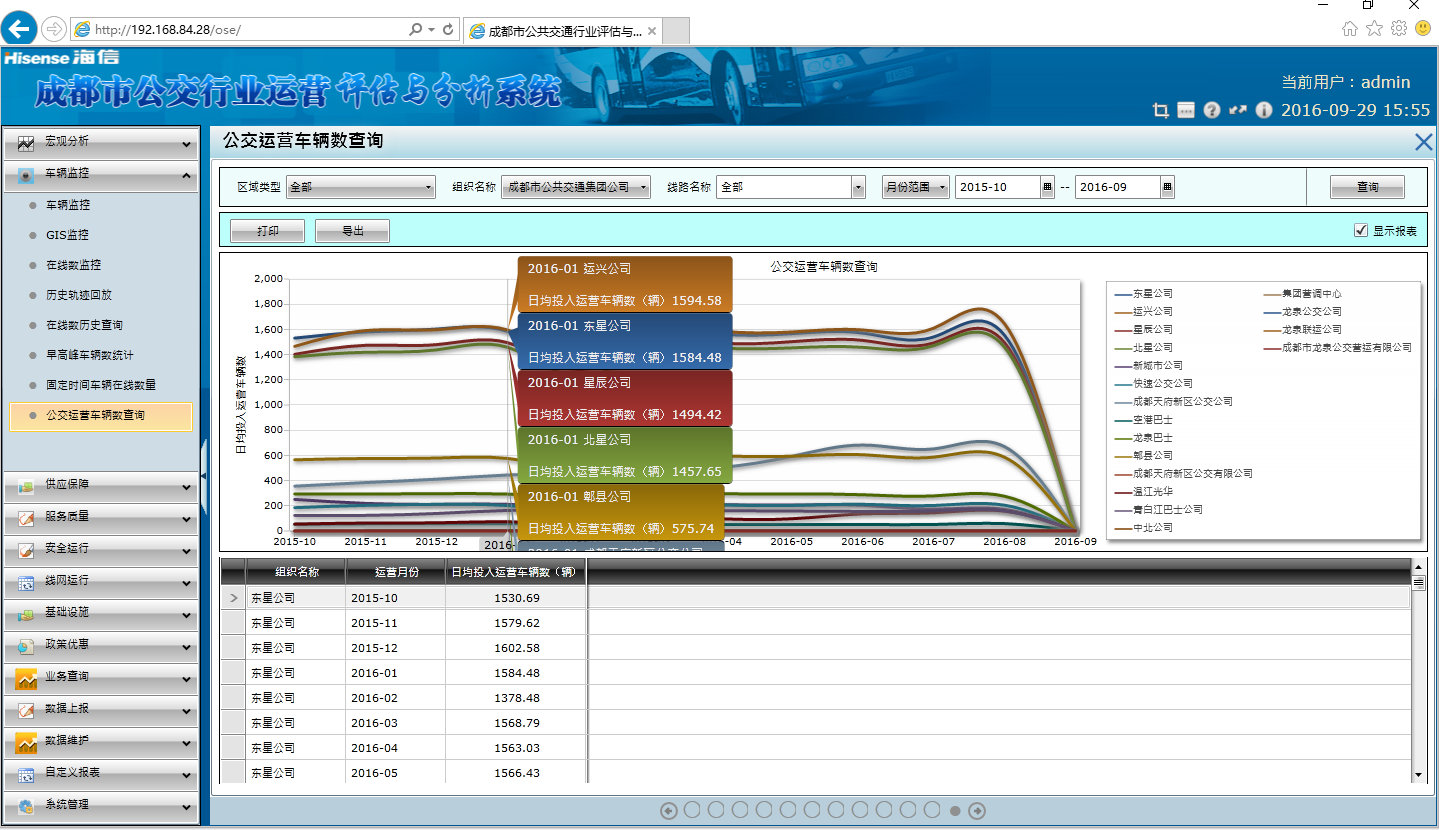 http://192.168.84.28/ose/
成都市公共交通行业评估与...
Hisense 海信
成都市公交行业运营评估与分析系统
当前用户：admin
2016-09-29 15:55
宏观分析
车辆监控
车辆监控
GIS监控
在线数监控
历史轨迹回放
在线数历史查询
早高峰车辆数统计
固定时间车辆在线数量
公交运营车辆数查询
供应保障
服务质量
安全运行
线网运行
基础设施
政策优惠
业务查询
数据上报
数据维护
自定义报表
系统管理
公交运营车辆数查询
区域类型 全部 组织名称 成都市公共交通集团公司 线路名称 全部 月份范围 2015-10 -- 2016-09 查询
打印 导出 显示报表
公交运营车辆数查询
日均投入运营车辆数
2,000
1,800
1,600
1,400
1,200
1,000
800
600
400
200
0
2015-10 2015-11 2015-12 2016- -04 2016-05 2016-06 2016-07 2016-08 2016-09
2016-01 运兴公司
日均投入运营车辆数（辆）1594.58
2016-01 东星公司
日均投入运营车辆数（辆）1584.48
2016-01 星辰公司
日均投入运营车辆数（辆）1494.42
2016-01 北星公司
日均投入运营车辆数（辆）1457.65
2016-01 郫县公司
日均投入运营车辆数（辆）575.74
2016-01 成都天府新区公交公司
东星公司
运兴公司
星辰公司
北星公司
新城市公司
快速公交公司
成都天府新区公交公司
空港巴士
龙泉巴士
郫县公司
成都天府新区公交有限公司
温江光华
青白江巴士公司
中北公司
集团营调中心
龙泉公交公司
龙泉联运公司
成都市龙泉公交营运有限公司
组织名称 运营月份 日均投入运营车辆数（辆）
东星公司 2015-10 1530.69
东星公司 2015-11 1579.62
东星公司 2015-12 1602.58
东星公司 2016-01 1584.48
东星公司 2016-02 1378.48
东星公司 2016-03 1568.79
东星公司 2016-04 1563.03
东星公司 2016-05 1566.43